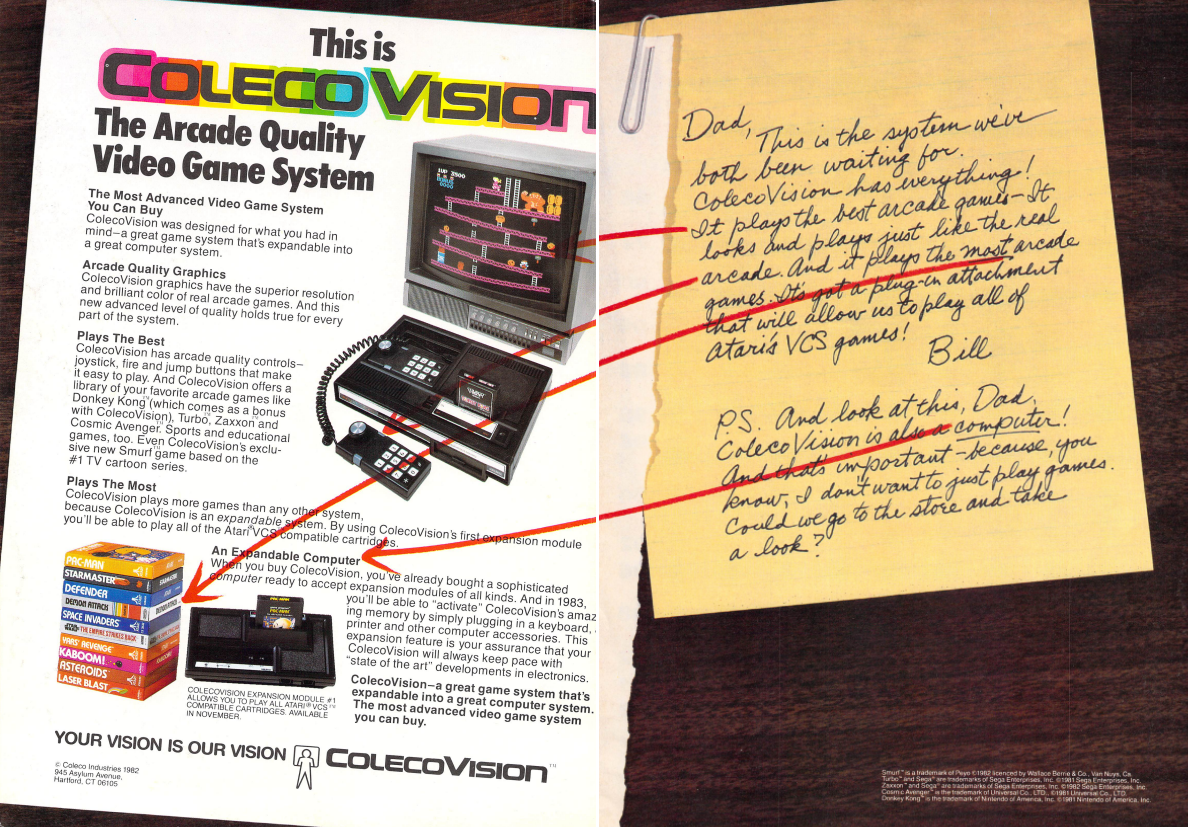 This is
COLECOVISION
The Arcade Quality
Video Game System
The Most Advanced Video Game System
You Can Buy
ColecoVision was designed for what you had in
mind—a great game system that's expandable into
a great computer system.
Arcade Quality Graphics
ColecoVision graphics have the superior resolution
and brilliant color of real arcade games. And this
new advanced level of quality holds true for every
part of the system.
Plays The Best
ColecoVision has arcade quality controls—
joystick, fire and jump buttons that make
it easy to play. And ColecoVision offers a
library of your favorite arcade games like
Donkey Kong™ (which comes as a bonus
with ColecoVision), Turbo,™ Zaxxon™ and
Cosmic Avenger.™ Sports and educational
games, too. Even ColecoVision's exclu-
sive new Smurf™ game based on the
#1 TV cartoon series.
Plays The Most
ColecoVision plays more games than any other system,
because ColecoVision is an expandable system. By using ColecoVision's first expansion module
you'll be able to play all of the Atari® VCS™ compatible cartridges.
An Expandable Computer
When you buy ColecoVision, you've already bought a sophisticated
computer ready to accept expansion modules of all kinds. And in 1983,
you'll be able to "activate" ColecoVision's amaz
ing memory by simply plugging in a keyboard,
printer and other computer accessories. This
expansion feature is your assurance that your
ColecoVision will always keep pace with
"state of the art" developments in electronics.
ColecoVision—a great game system that's
expandable into a great computer system.
The most advanced video game system
you can buy.
1UP 3900
PAC-MAN
STARMASTER
STARMASTER
DEFENDER
DEMON ATTACK
DEMON ATTACK
SPACE INVADERS
STAR WARS THE EMPIRE STRIKES BACK
YARS' REVENGE
KABOOM!
ASTEROIDS
LASER BLAST
PAC-MAN
PAC-MAN
COLECOVISION EXPANSION MODULE #1
ALLOWS YOU TO PLAY ALL ATARI® VCS™
COMPATIBLE CARTRIDGES. AVAILABLE
IN NOVEMBER.
YOUR VISION IS OUR VISION COLECOVISION™
© Coleco Industries 1982
945 Asylum Avenue,
Hartford, CT 06105
Dad,
This is the system we've
both been waiting for.
ColecoVision has everything!
It plays the best arcade games—It
looks and plays just like the real
arcade. And it plays the most arcade
games. It's got a plug-in attachment
that will allow us to play all of
Atari's VCS games!
Bill
P.S. And look at this, Dad.
ColecoVision is also a computer!
And that's important—because, you
know, I don't want to just play games.
Could we go to the store and take
a look?
Smurf™ is a trademark of Peyo ©1982 licenced by Wallace Berrie & Co., Van Nuys, Ca.
Turbo™ and Sega® are trademarks of Sega Enterprises, Inc. ©1981 Sega Enterprises, Inc.
Zaxxon™ and Sega® are trademarks of Sega Enterprises, Inc. ©1982 Sega Enterprises, Inc.
Cosmic Avenger™ is the trademark of Universal Co., LTD., ©1981 Universal Co., LTD.
Donkey Kong™ is the trademark of Nintendo of America, Inc. ©1981 Nintendo of America, Inc.